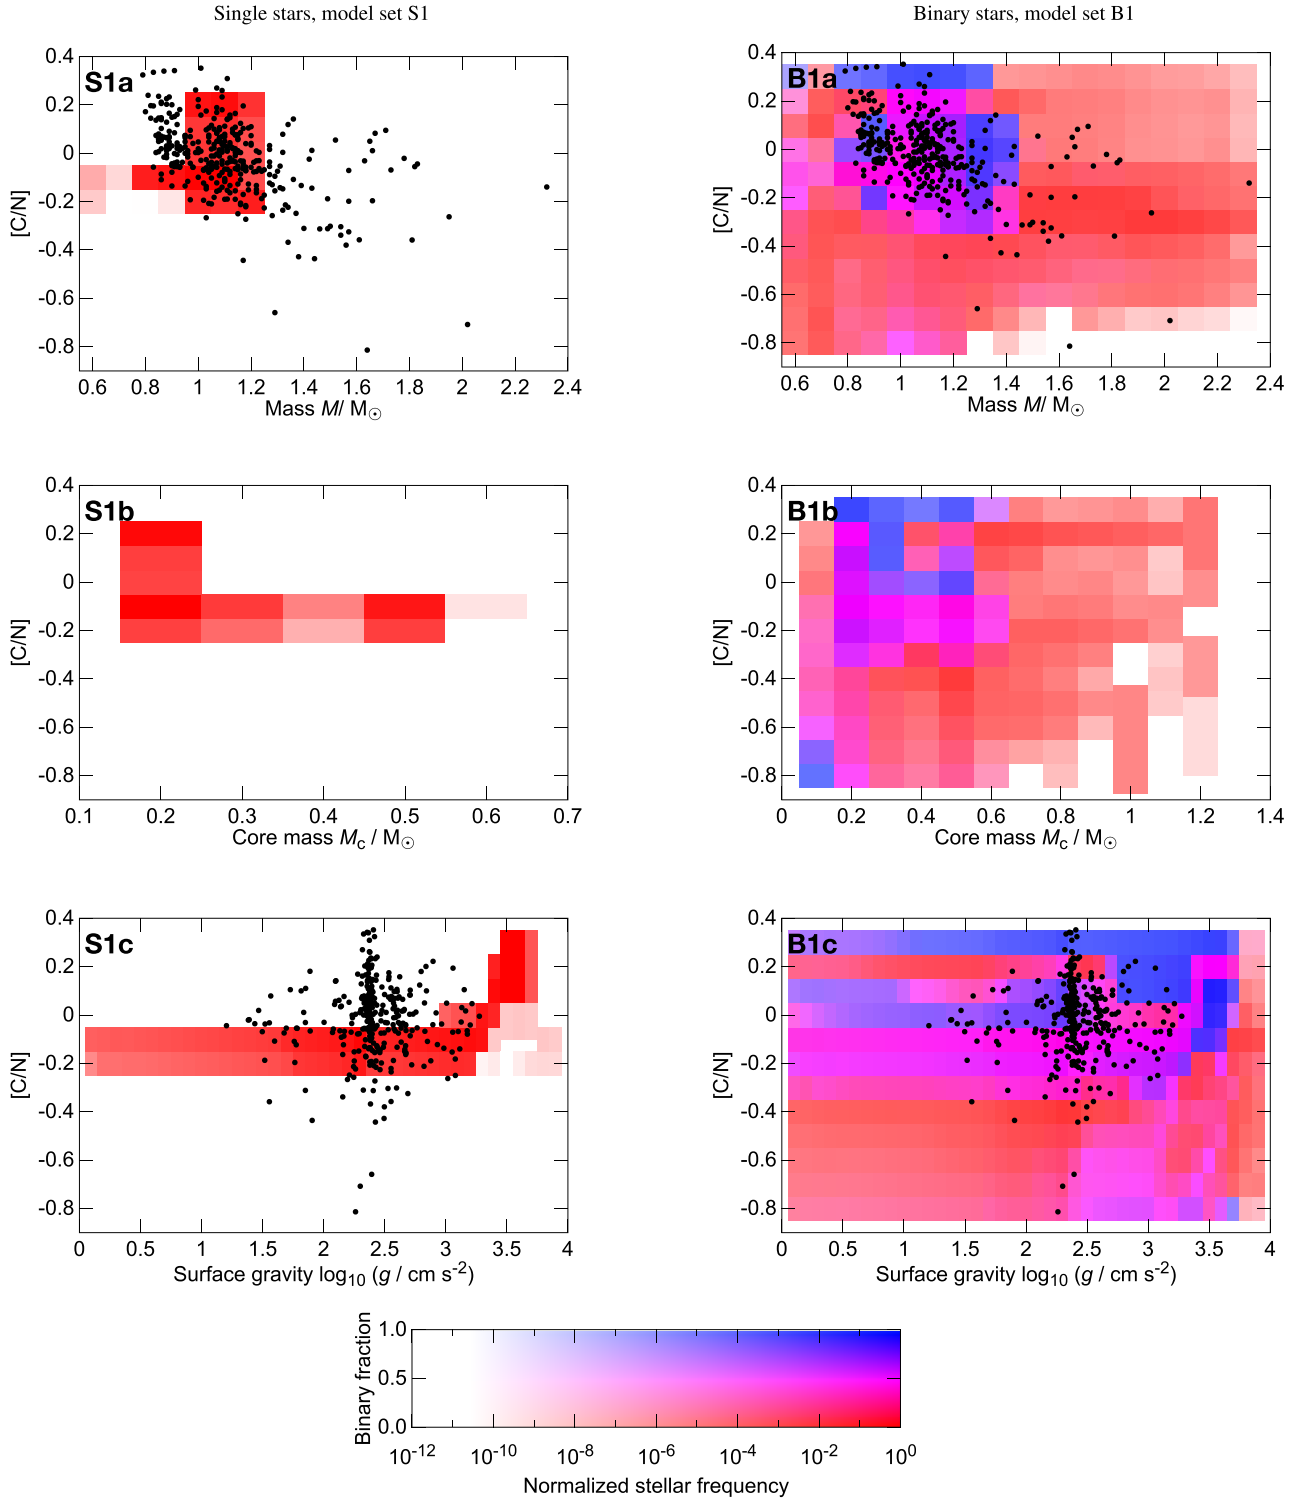 Single stars, model set S1
Binary stars, model set B1
S1a
0.4
0.2
0
-0.2
-0.4
-0.6
-0.8
[C/N]
0.6 0.8 1 1.2 1.4 1.6 1.8 2 2.2 2.4
Mass M/ M☉
B1a
0.4
0.2
0
-0.2
-0.4
-0.6
-0.8
[C/N]
0.6 0.8 1 1.2 1.4 1.6 1.8 2 2.2 2.4
Mass M/ M☉
S1b
0.4
0.2
0
-0.2
-0.4
-0.6
-0.8
[C/N]
0.1 0.2 0.3 0.4 0.5 0.6 0.7
Core mass Mc / M☉
B1b
0.4
0.2
0
-0.2
-0.4
-0.6
-0.8
[C/N]
0 0.2 0.4 0.6 0.8 1 1.2 1.4
Core mass Mc / M☉
S1c
0.4
0.2
0
-0.2
-0.4
-0.6
-0.8
[C/N]
0 0.5 1 1.5 2 2.5 3 3.5 4
Surface gravity log10 (g / cm s-2)
B1c
0.4
0.2
0
-0.2
-0.4
-0.6
-0.8
[C/N]
0 0.5 1 1.5 2 2.5 3 3.5 4
Surface gravity log10 (g / cm s-2)
Binary fraction
1.0
0.5
0.0
10-12 10-10 10-8 10-6 10-4 10-2 100
Normalized stellar frequency